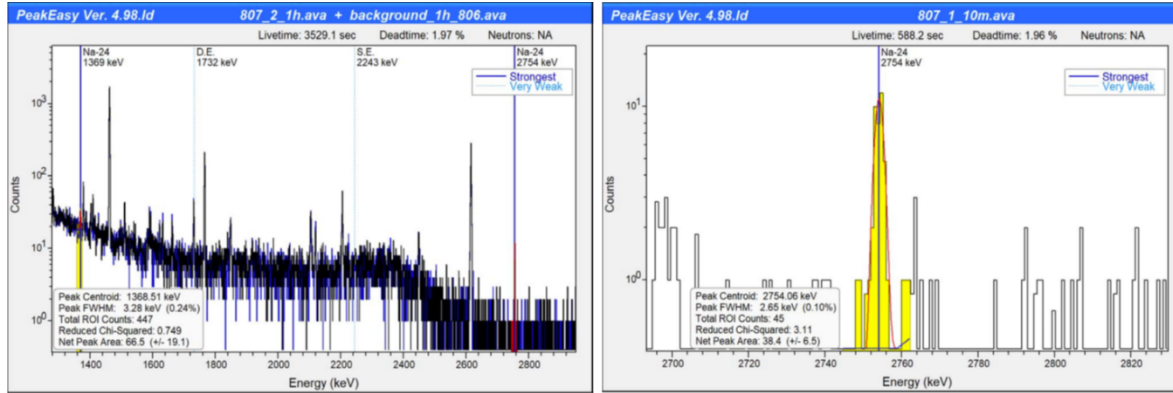 PeakEasy Ver. 4.98.ld 807_2_1h.ava + background_1h_806.ava
Livetime: 3529.1 sec Deadtime: 1.97 % Neutrons: NA
Na-24
1369 keV
D.E.
1732 keV
S.E.
2243 keV
Na-24
2754 keV
Strongest
Very Weak
Counts
10³
10²
10¹
10⁰
Peak Centroid: 1368.51 keV
Peak FWHM: 3.28 keV (0.24%)
Total ROI Counts: 447
Reduced Chi-Squared: 0.749
Net Peak Area: 66.5 (+/- 19.1)
1400 1600 1800 2000 2200 2400 2600 2800
Energy (keV)
PeakEasy Ver. 4.98.ld 807_1_10m.ava
Livetime: 588.2 sec Deadtime: 1.96 % Neutrons: NA
Na-24
2754 keV
Strongest
Very Weak
Counts
10¹
10⁰
Peak Centroid: 2754.06 keV
Peak FWHM: 2.65 keV (0.10%)
Total ROI Counts: 45
Reduced Chi-Squared: 3.11
Net Peak Area: 38.4 (+/- 6.5)
2700 2720 2740 2760 2780 2800 2820
Energy (keV)